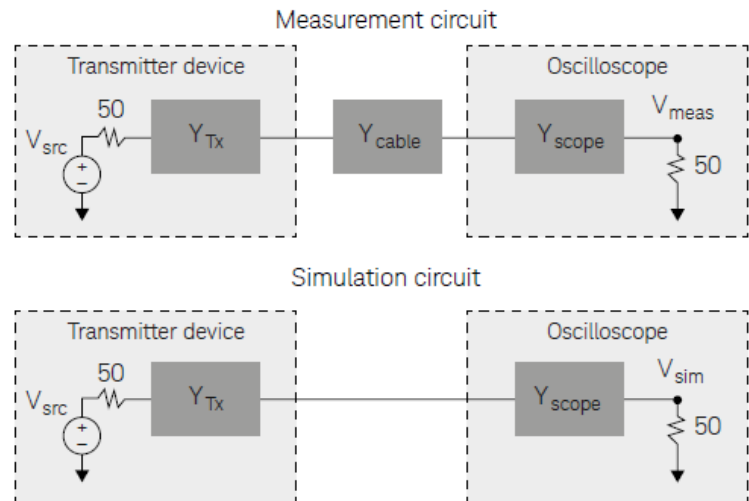 Measurement circuit
Transmitter device
Oscilloscope
50
V_src
+
−
Y_Tx
Y_cable
Y_scope
V_meas
50
Simulation circuit
Transmitter device
Oscilloscope
50
V_src
+
−
Y_Tx
Y_scope
V_sim
50